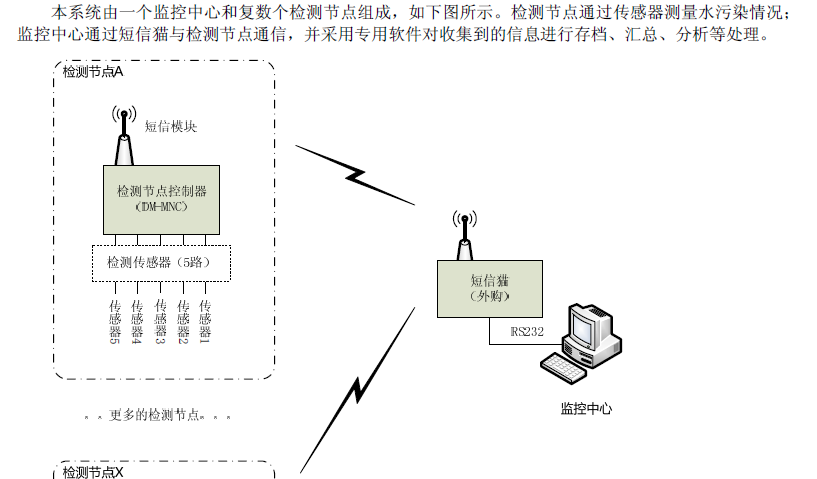 本系统由一个监控中心和复数个检测节点组成，如下图所示。检测节点通过传感器测量水污染情况；
监控中心通过短信猫与检测节点通信，并采用专用软件对收集到的信息进行存档、汇总、分析等处理。
检测节点A
短信模块
检测节点控制器
（IDM-MNC）
检测传感器（5路）
传感器5
传感器4
传感器3
传感器2
传感器1
短信猫
（外购）
RS232
监控中心
。。更多的检测节点。。。
检测节点X